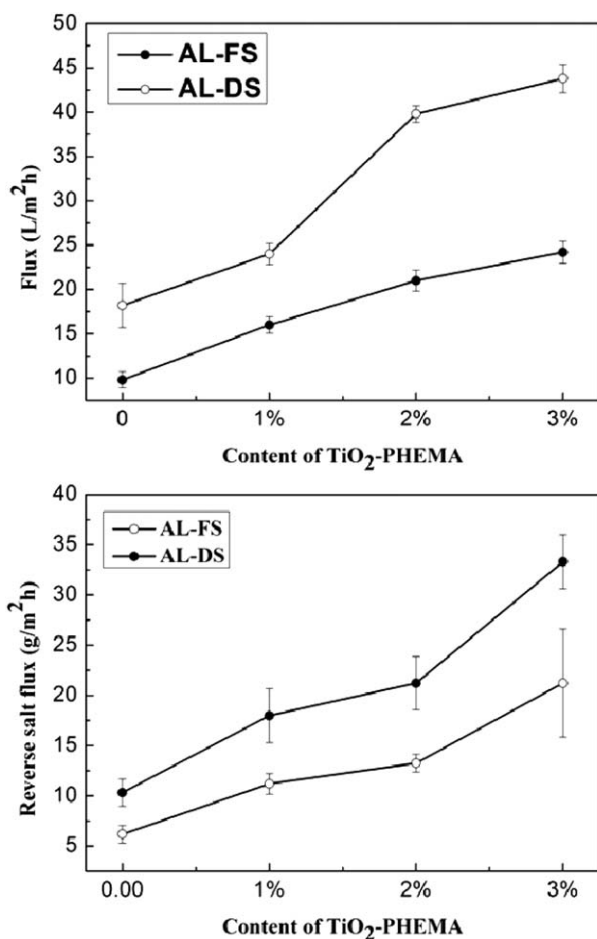 50
45
40
35
30
25
20
15
10
AL-FS
AL-DS
Flux (L/m²h)
0 1% 2% 3%
Content of TiO₂-PHEMA
40
35
30
25
20
15
10
5
AL-FS
AL-DS
Reverse salt flux (g/m²h)
0.00 1% 2% 3%
Content of TiO₂-PHEMA